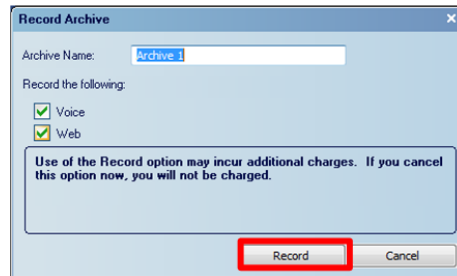 Record Archive
Archive Name: Archive 1
Record the following:
Voice
Web
Use of the Record option may incur additional charges. If you cancel
this option now, you will not be charged.
Record Cancel